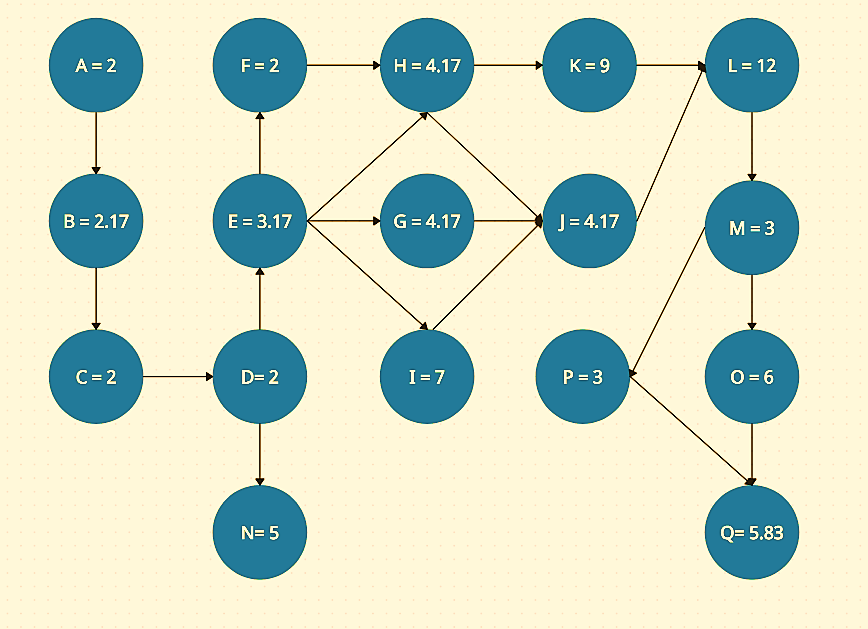 A = 2
F = 2
H = 4.17
K = 9
L = 12
B = 2.17
E = 3.17
G = 4.17
J = 4.17
M = 3
C = 2
D= 2
I = 7
P = 3
O = 6
N= 5
Q= 5.83